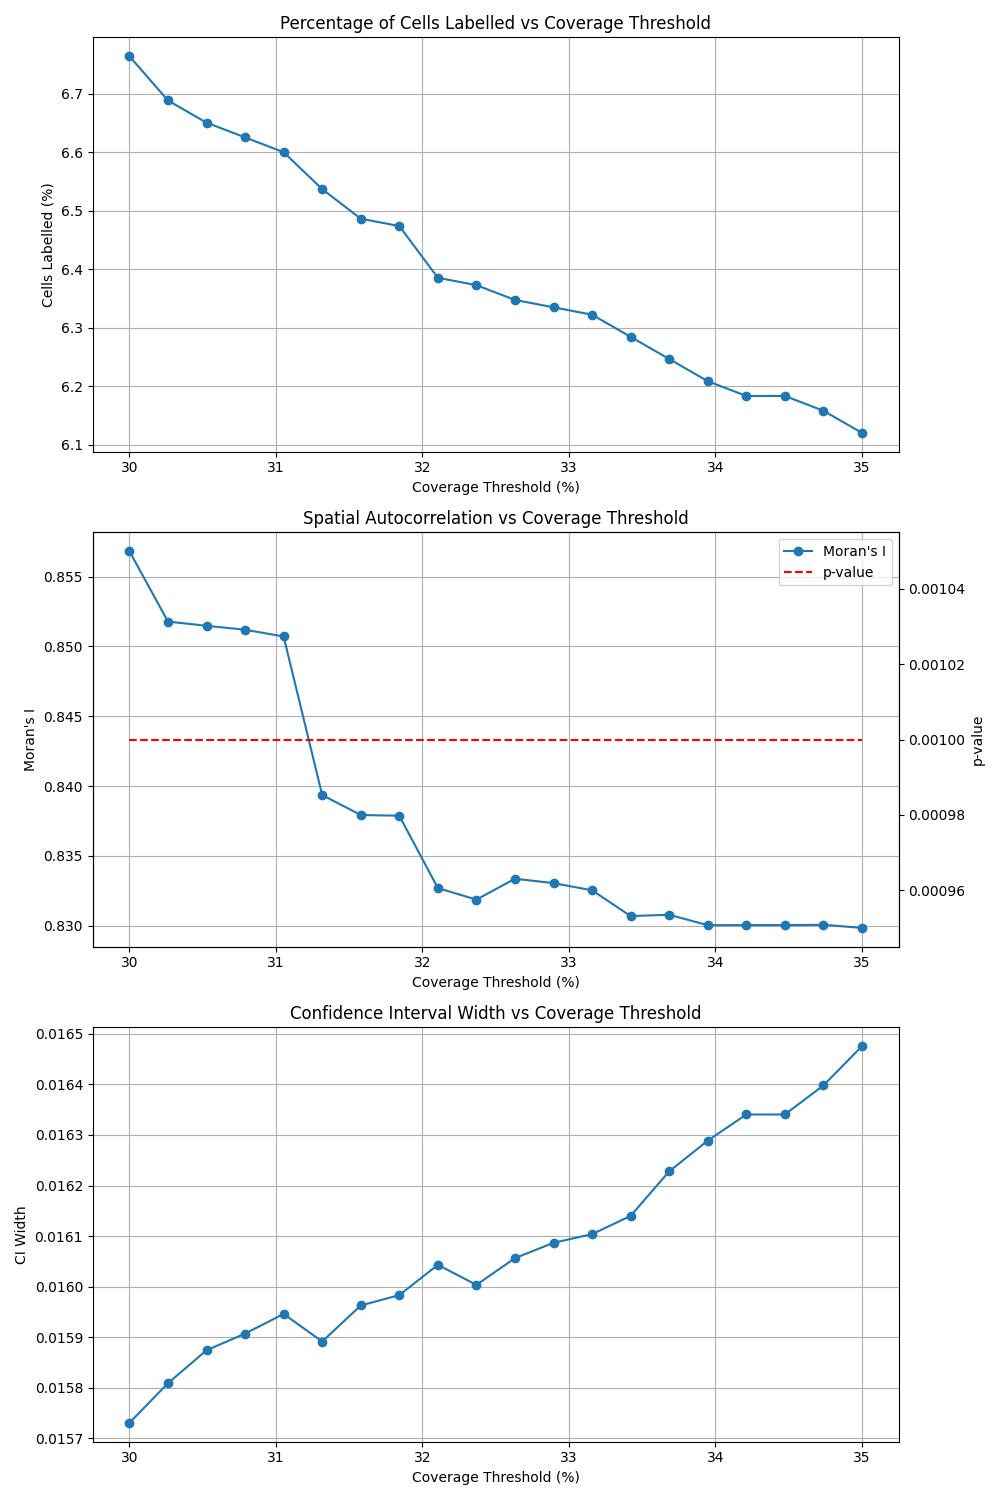 Percentage of Cells Labelled vs Coverage Threshold
6.7
6.6
6.5
6.4
6.3
6.2
6.1
Cells Labelled (%)
30 31 32 33 34 35
Coverage Threshold (%)
Spatial Autocorrelation vs Coverage Threshold
Moran's I
p-value
0.855
0.850
0.845
0.840
0.835
0.830
Moran's I
0.00104
0.00102
0.00100
0.00098
0.00096
p-value
30 31 32 33 34 35
Coverage Threshold (%)
Confidence Interval Width vs Coverage Threshold
0.0165
0.0164
0.0163
0.0162
0.0161
0.0160
0.0159
0.0158
0.0157
CI Width
30 31 32 33 34 35
Coverage Threshold (%)